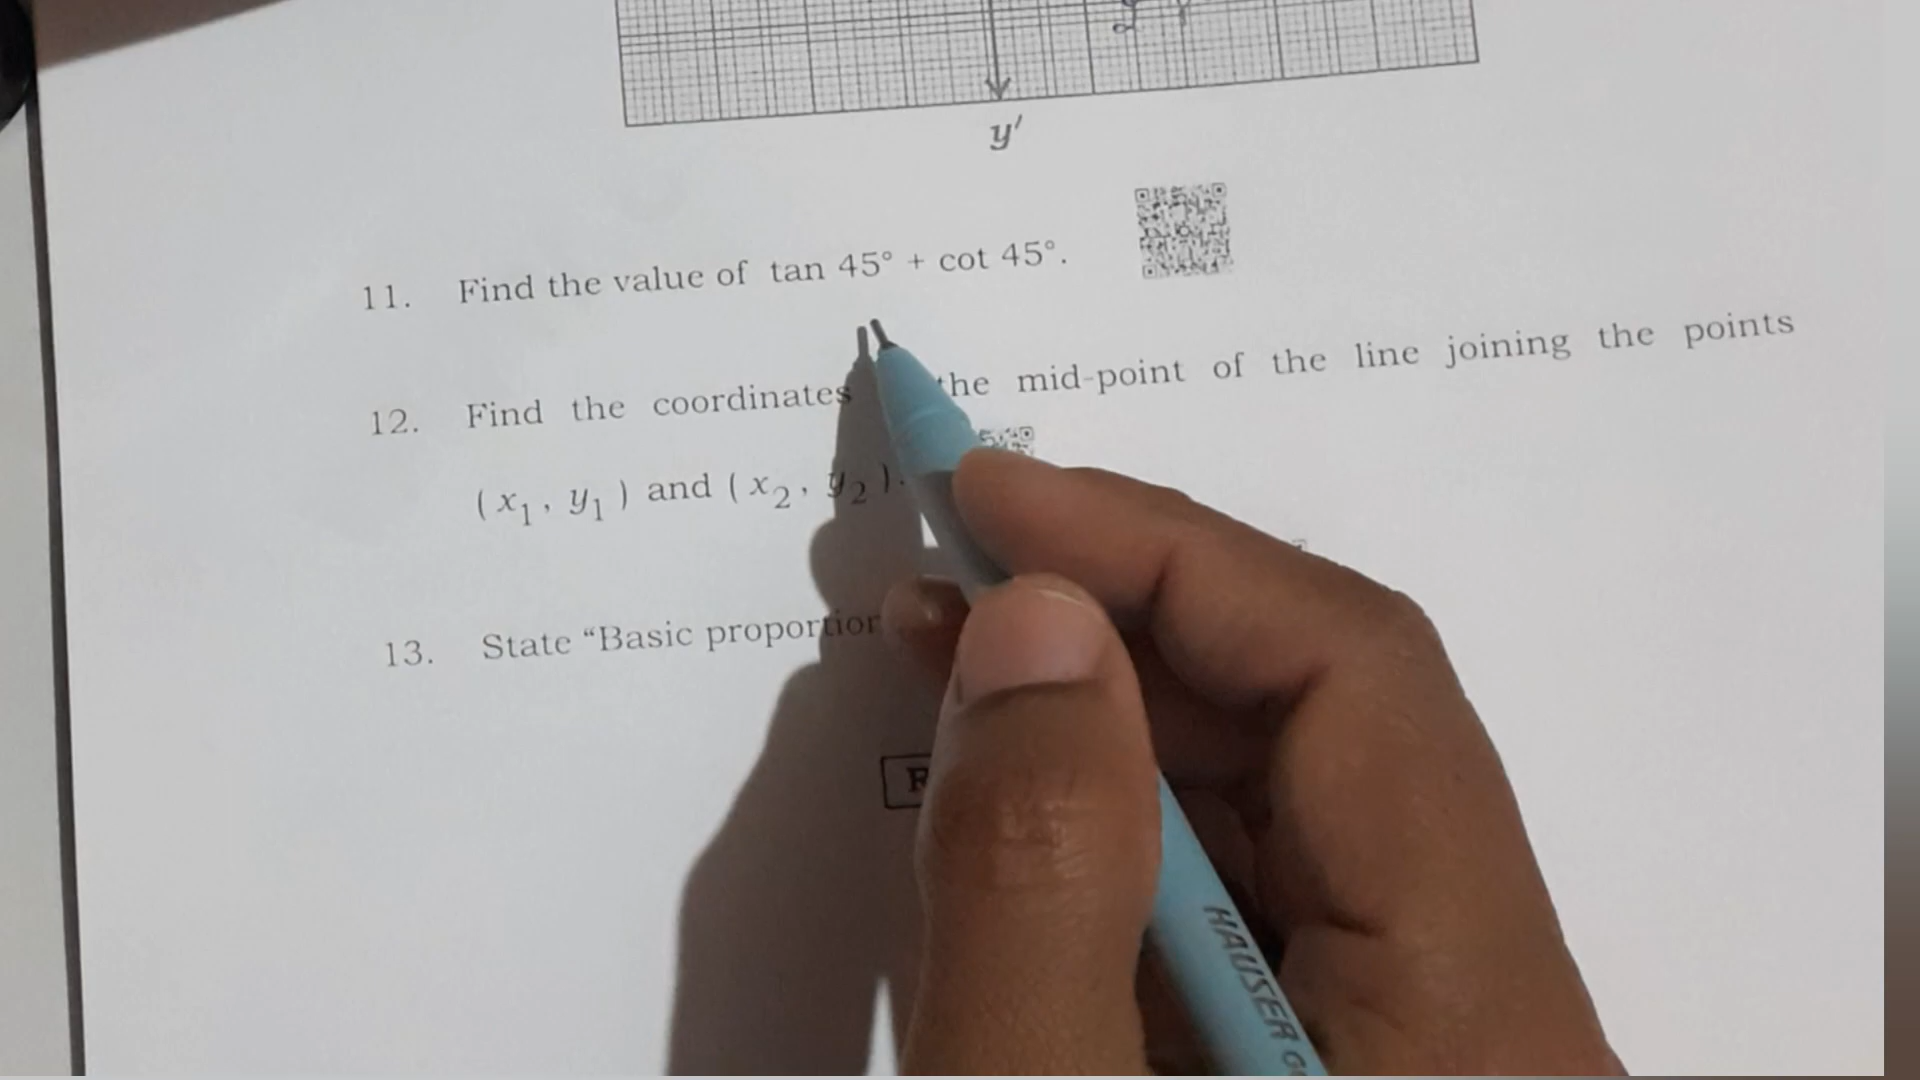 y'
11. Find the value of tan 45° + cot 45°.
12. Find the coordinates the mid-point of the line joining the points
(x₁, y₁) and (x₂, y₂).
13. State “Basic
HAUSER